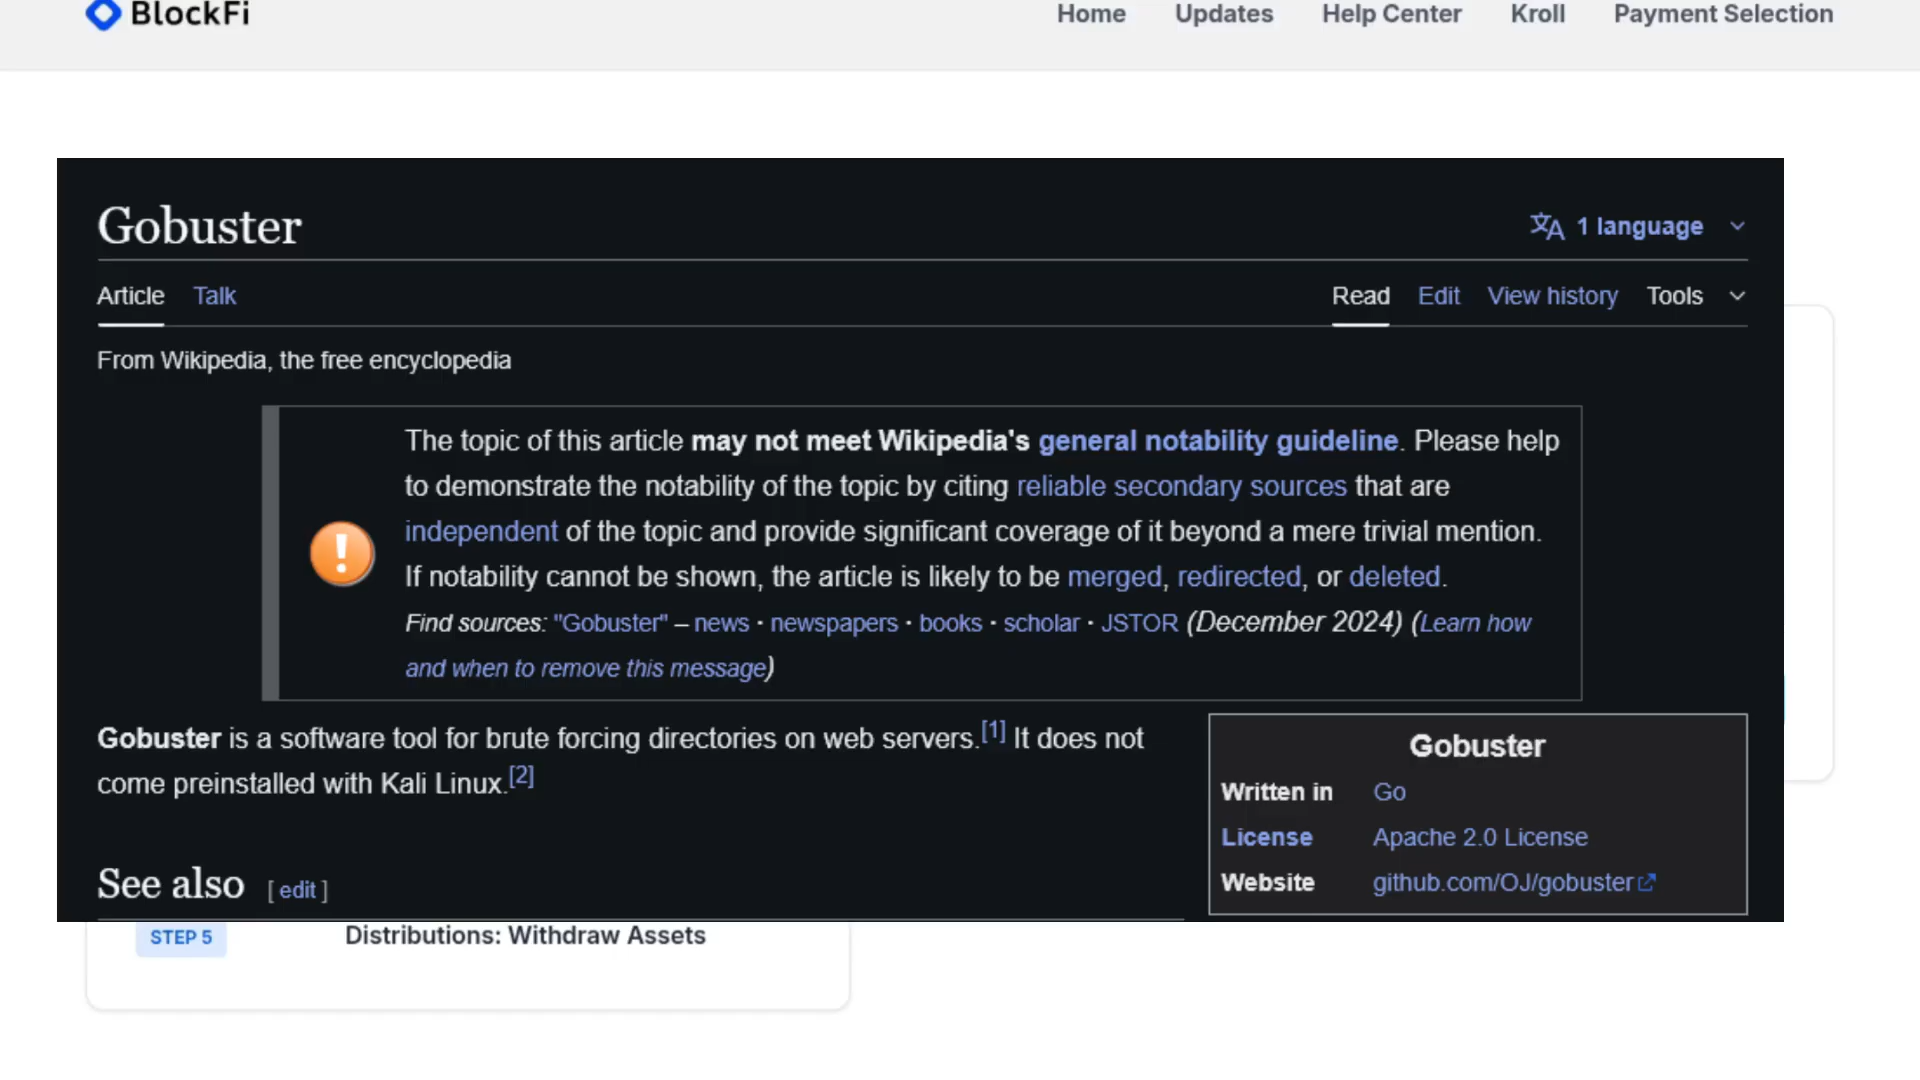 BlockFi
Home Updates Help Center Kroll Payment Selection
Gobuster
1 language
Article Talk
Read Edit View history Tools
From Wikipedia, the free encyclopedia
The topic of this article may not meet Wikipedia's general notability guideline. Please help
to demonstrate the notability of the topic by citing reliable secondary sources that are
independent of the topic and provide significant coverage of it beyond a mere trivial mention.
If notability cannot be shown, the article is likely to be merged, redirected, or deleted.
Find sources: "Gobuster" – news · newspapers · books · scholar · JSTOR (December 2024) (Learn how
and when to remove this message)
Gobuster is a software tool for brute forcing directories on web servers.[1] It does not
come preinstalled with Kali Linux.[2]
Gobuster
Written in Go
License Apache 2.0 License
Website github.com/OJ/gobuster
See also [ edit ]
STEP 5 Distributions: Withdraw Assets